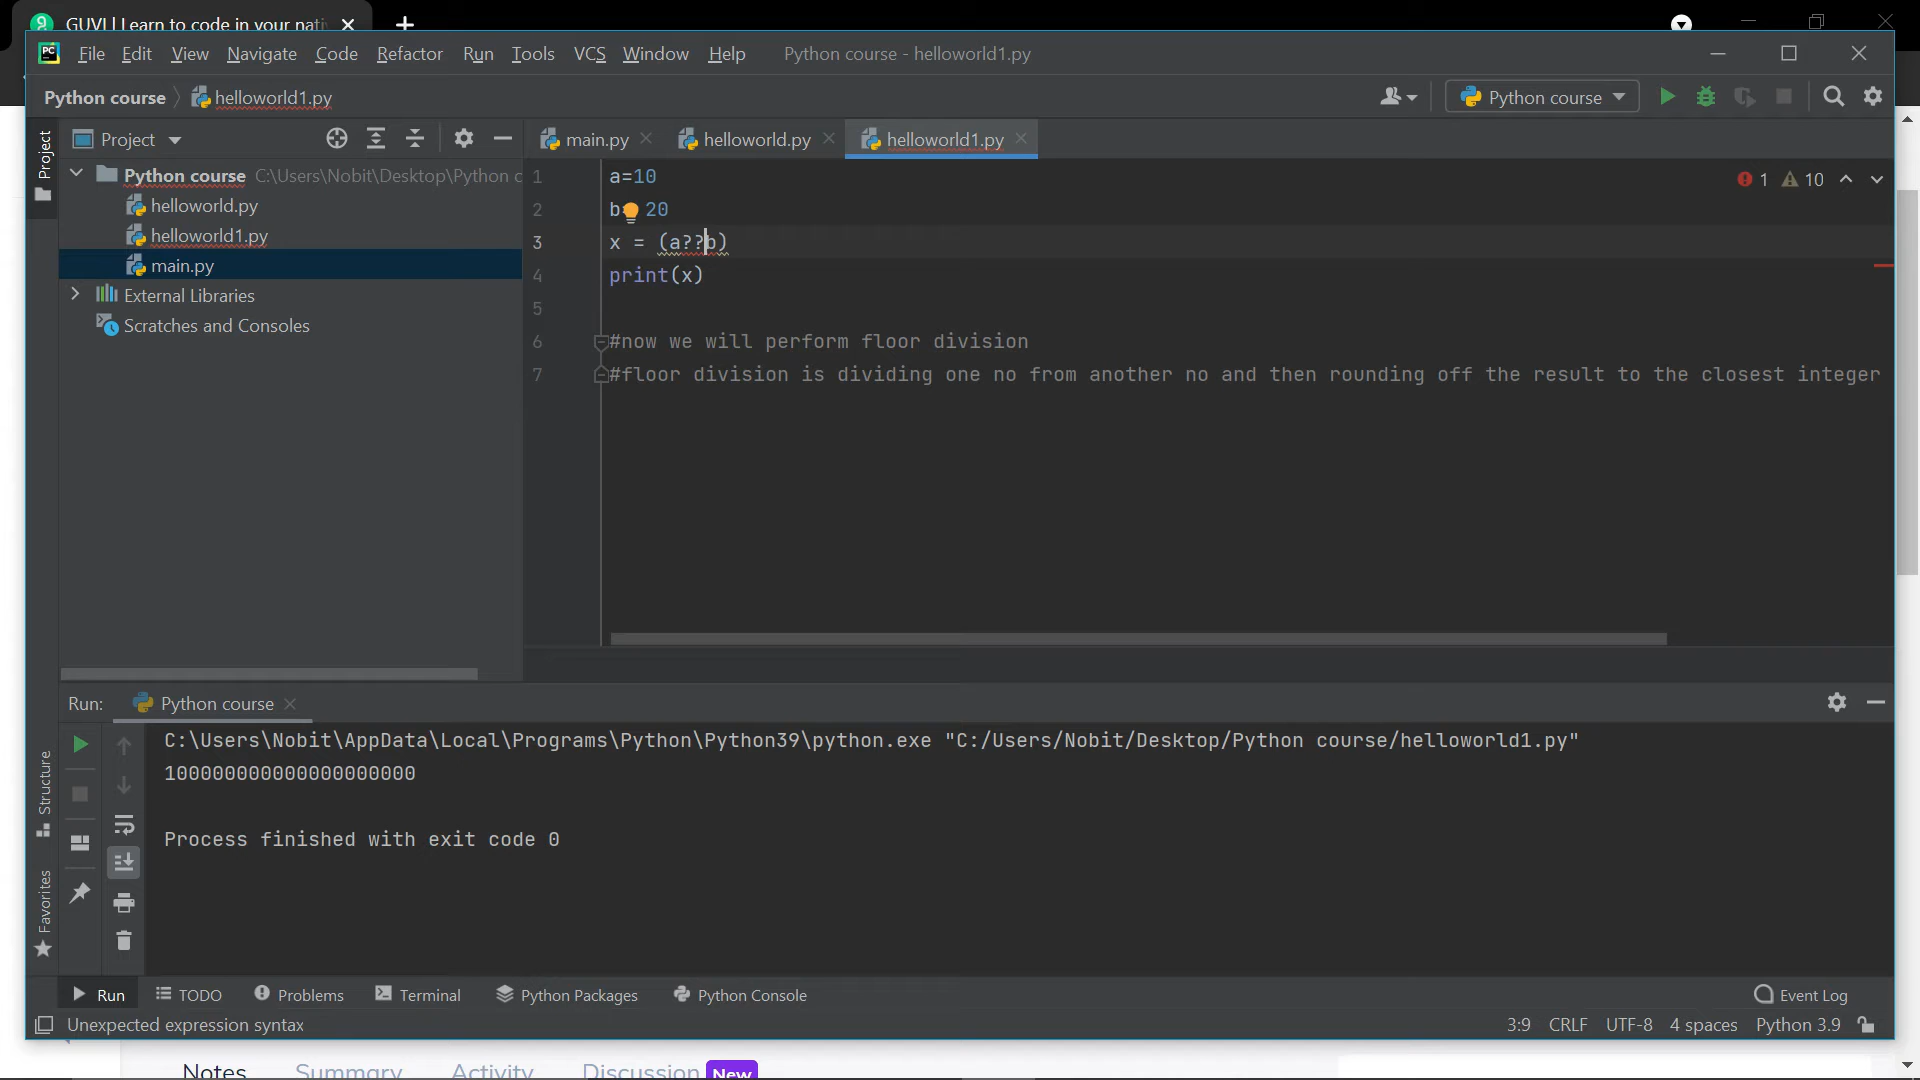 GUVI | Learn to code in your nati
File Edit View Navigate Code Refactor Run Tools VCS Window Help Python course - helloworld1.py
Python course helloworld1.py Python course
Project main.py helloworld.py helloworld1.py
Project
Python course C:\Users\Nobit\Desktop\Python c
helloworld.py
helloworld1.py
main.py
External Libraries
Scratches and Consoles
1 a=10
1 10
2 b 20
3 x = (a??b)
4 print(x)
5
6 #now we will perform floor division
7 #floor division is dividing one no from another no and then rounding off the result to the closest integer
Run: Python course
C:\Users\Nobit\AppData\Local\Programs\Python\Python39\python.exe "C:/Users/Nobit/Desktop/Python course/helloworld1.py"
100000000000000000000
Process finished with exit code 0
Structure
Favorites
Run TODO Problems Terminal Python Packages Python Console Event Log
Unexpected expression syntax 3:9 CRLF UTF-8 4 spaces Python 3.9
Notes Summary Activity Discussion New